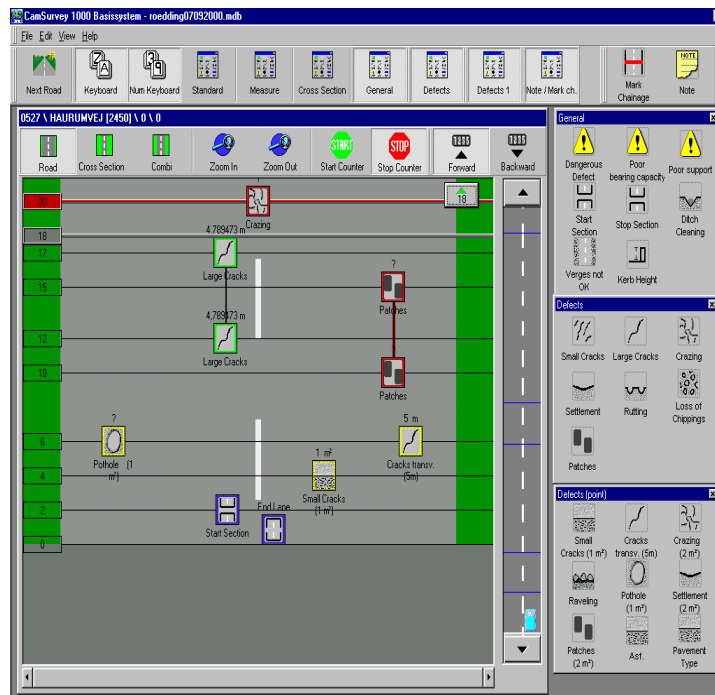 CamSurvey 1000 Basissystem - roedding07092000.mdb
File Edit View Help
Next Road
Keyboard
Num Keyboard
Standard
Measure
Cross Section
General
Defects
Defects 1
Note / Mark ch.
Mark Chainage
NOTE
Note
0527 \ HAURUMVEJ [2450] \ 0 \ 0
Road
Cross Section
Combi
Zoom In
Zoom Out
START
Start Counter
STOP
Stop Counter
Forward
Backward
20
Crazing
18
18
4.789473 m
17
Large Cracks
?
15
Patches
4,789473 m
12
Large Cracks
10
Patches
?
5 m
6
Pothole (1 m²)
Cracks transv. (5m)
1 m²
4
Small Cracks (1 m²)
2
Start Section
End Lane
0
General
Dangerous Defect
Poor bearing capacity
Poor support
Start Section
Stop Section
Ditch Cleaning
Verges not OK
Kerb Height
Defects
Small Cracks
Large Cracks
Crazing
Settlement
Rutting
Loss of Chippings
Patches
Defects (point)
Small Cracks (1 m²)
Cracks transv. (5m)
Crazing (2 m²)
Raveling
Pothole (1 m²)
Settlement (2 m²)
Patches (2 m²)
Asf.
Pavement Type